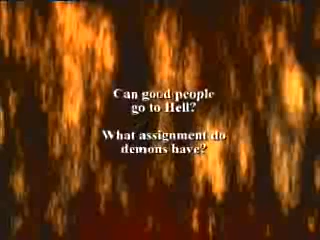 Can good people
go to Hell?
What assignment do
demons have?